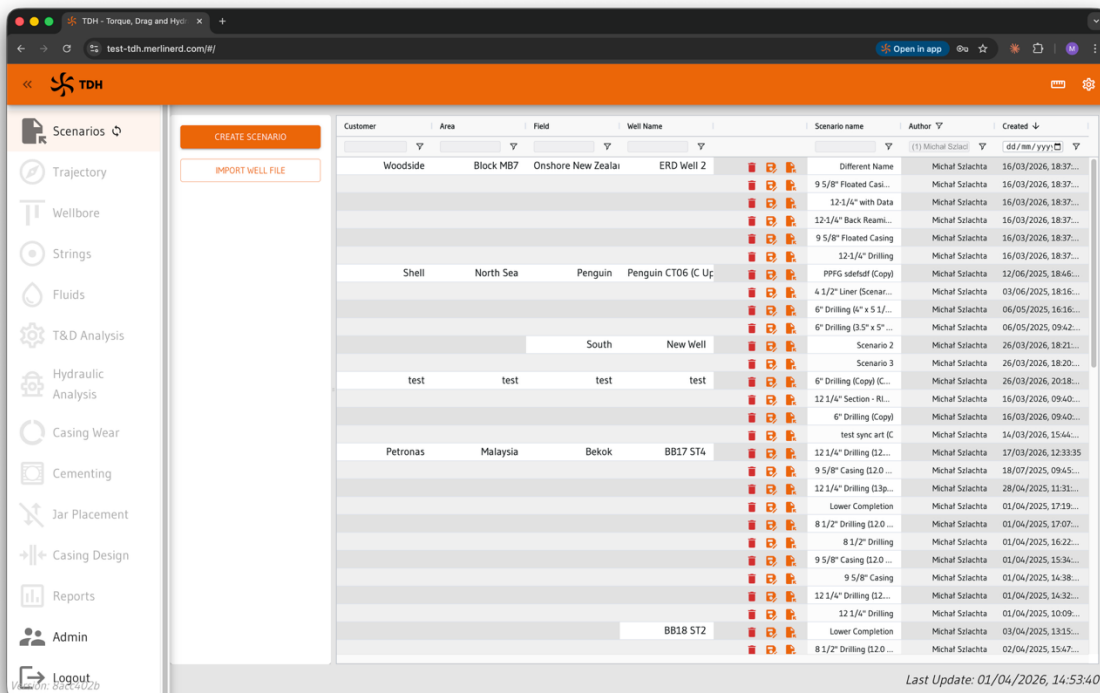 TDH - Torque, Drag and Hydr
test-tdh.merlinerd.com/#/
Open in app
M
TDH
Scenarios
Trajectory
Wellbore
Strings
Fluids
T&D Analysis
Hydraulic
Analysis
Casing Wear
Cementing
Jar Placement
Casing Design
Reports
Admin
Logout
Version: 8acc402b
CREATE SCENARIO
IMPORT WELL FILE
Customer Area Field Well Name Scenario name Author Created
(1) Michał Szlacl dd/mm/yyyy
Woodside Block MB7 Onshore New Zealai ERD Well 2 Different Name Michał Szlachta 16/03/2026, 18:37:...
9 5/8" Floated Casi... Michał Szlachta 16/03/2026, 18:37:...
12-1/4" with Data Michał Szlachta 16/03/2026, 18:37:...
12-1/4" Back Reami... Michał Szlachta 16/03/2026, 18:37:...
9 5/8" Floated Casing Michał Szlachta 16/03/2026, 18:37:...
12-1/4" Drilling Michał Szlachta 16/03/2026, 18:37:...
Shell North Sea Penguin Penguin CT06 (C Up PPFG sdefsdf (Copy) Michał Szlachta 12/06/2025, 18:46:...
4 1/2" Liner (Scenar... Michał Szlachta 03/06/2025, 18:16:...
6" Drilling (4" x 5 1/... Michał Szlachta 06/05/2025, 16:16:...
6" Drilling (3.5" x 5" ... Michał Szlachta 06/05/2025, 09:42:...
South New Well Scenario 2 Michał Szlachta 26/03/2026, 18:21:...
Scenario 3 Michał Szlachta 26/03/2026, 18:20:...
test test test test 6" Drilling (Copy) (C... Michał Szlachta 26/03/2026, 20:18:...
12 1/4" Section - RI... Michał Szlachta 16/03/2026, 09:40:...
6" Drilling (Copy) Michał Szlachta 16/03/2026, 09:40:...
test sync art (C Michał Szlachta 14/03/2026, 15:44:...
Petronas Malaysia Bekok BB17 ST4 12 1/4" Drilling (12.... Michał Szlachta 17/03/2026, 12:33:35
9 5/8" Casing (12.0 ... Michał Szlachta 18/07/2025, 09:45:...
12 1/4" Drilling (13p... Michał Szlachta 28/04/2025, 11:31:...
Lower Completion Michał Szlachta 01/04/2025, 17:19:...
8 1/2" Drilling (12.0 ... Michał Szlachta 01/04/2025, 17:07:...
8 1/2" Drilling Michał Szlachta 01/04/2025, 16:22:...
9 5/8" Casing (12.0 ... Michał Szlachta 01/04/2025, 15:34:...
9 5/8" Casing Michał Szlachta 01/04/2025, 14:38:...
12 1/4" Drilling (12.... Michał Szlachta 01/04/2025, 14:32:...
12 1/4" Drilling Michał Szlachta 01/04/2025, 10:09:...
BB18 ST2 Lower Completion Michał Szlachta 03/04/2025, 13:15:...
8 1/2" Drilling (12.0 ... Michał Szlachta 02/04/2025, 15:47:...
Last Update: 01/04/2026, 14:53:40